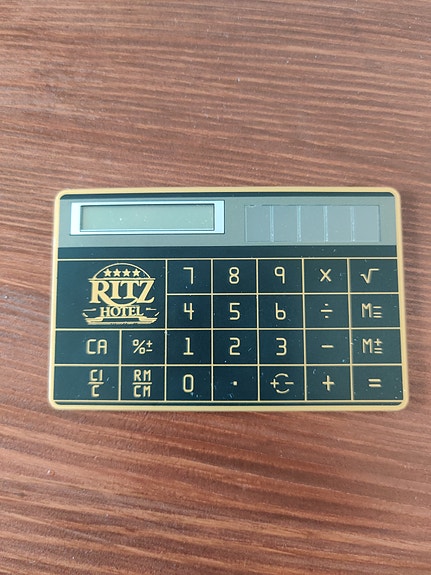 ★★★★
RITZ
HOTEL
7 8 9 × √
4 5 6 ÷ M=
CA %± 1 2 3 − M±
CI/C RM/CM 0 · + =